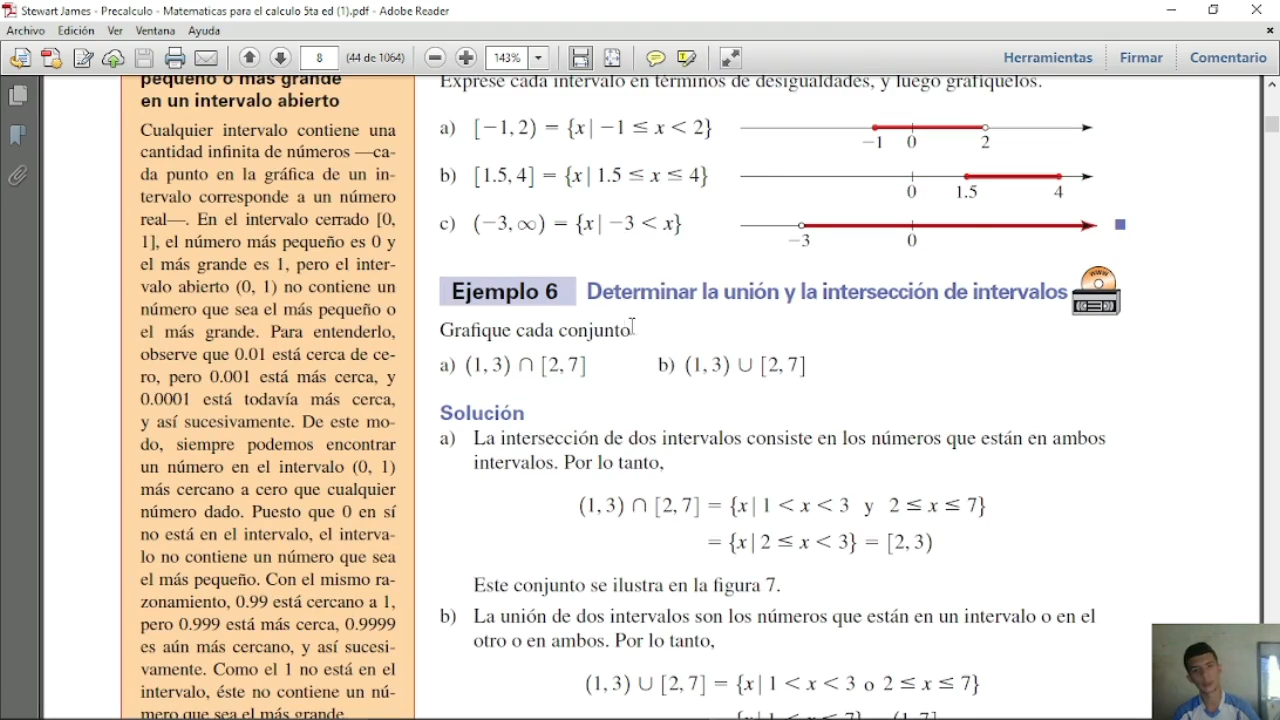 Stewart James - Precalculo - Matematicas para el calculo 5ta ed (1).pdf - Adobe Reader
Archivo Edición Ver Ventana Ayuda
8 (44 de 1064) 143% Herramientas Firmar Comentario
pequeño o más grande
en un intervalo abierto
Cualquier intervalo contiene una
cantidad infinita de números —ca-
da punto en la gráfica de un in-
tervalo corresponde a un número
real—. En el intervalo cerrado [0,
1], el número más pequeño es 0 y
el más grande es 1, pero el inter-
valo abierto (0, 1) no contiene un
número que sea el más pequeño o
el más grande. Para entenderlo,
observe que 0.01 está cerca de ce-
ro, pero 0.001 está más cerca, y
0.0001 está todavía más cerca,
y así sucesivamente. De este mo-
do, siempre podemos encontrar
un número en el intervalo (0, 1)
más cercano a cero que cualquier
número dado. Puesto que 0 en sí
no está en el intervalo, el interva-
lo no contiene un número que sea
el más pequeño. Con el mismo ra-
zonamiento, 0.99 está cercano a 1,
pero 0.999 está más cerca, 0.9999
es aún más cercano, y así sucesi-
vamente. Como el 1 no está en el
intervalo, éste no contiene un nú-
mero que sea el más grande.
Exprese cada intervalo en términos de desigualdades, y luego grafíquelos.
a) [−1, 2) = {x | −1 ≤ x < 2}
−1 0 2
b) [1.5, 4] = {x | 1.5 ≤ x ≤ 4}
0 1.5 4
c) (−3, ∞) = {x | −3 < x}
−3 0
Ejemplo 6 Determinar la unión y la intersección de intervalos
WWW
Grafique cada conjunto
a) (1, 3) ∩ [2, 7] b) (1, 3) ∪ [2, 7]
Solución
a) La intersección de dos intervalos consiste en los números que están en ambos
intervalos. Por lo tanto,
(1, 3) ∩ [2, 7] = {x | 1 < x < 3 y 2 ≤ x ≤ 7}
= {x | 2 ≤ x < 3} = [2, 3)
Este conjunto se ilustra en la figura 7.
b) La unión de dos intervalos son los números que están en un intervalo o en el
otro o en ambos. Por lo tanto,
(1, 3) ∪ [2, 7] = {x | 1 < x < 3 o 2 ≤ x ≤ 7}